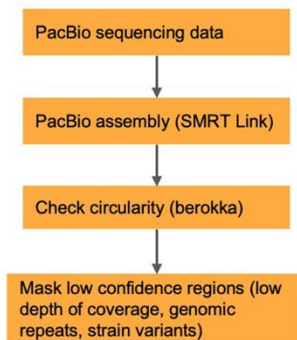 PacBio sequencing data
PacBio assembly (SMRT Link)
Check circularity (berokka)
Mask low confidence regions (low
depth of coverage, genomic
repeats, strain variants)